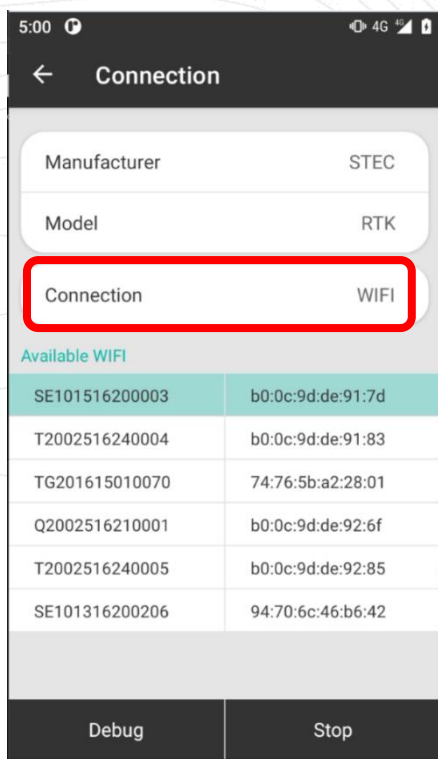 5:00 4G 4G
Connection
Manufacturer STEC
Model RTK
Connection WIFI
Available WIFI
SE101516200003 b0:0c:9d:de:91:7d
T2002516240004 b0:0c:9d:de:91:83
TG201615010070 74:76:5b:a2:28:01
Q2002516210001 b0:0c:9d:de:92:6f
T2002516240005 b0:0c:9d:de:92:85
SE101316200206 94:70:6c:46:b6:42
Debug Stop